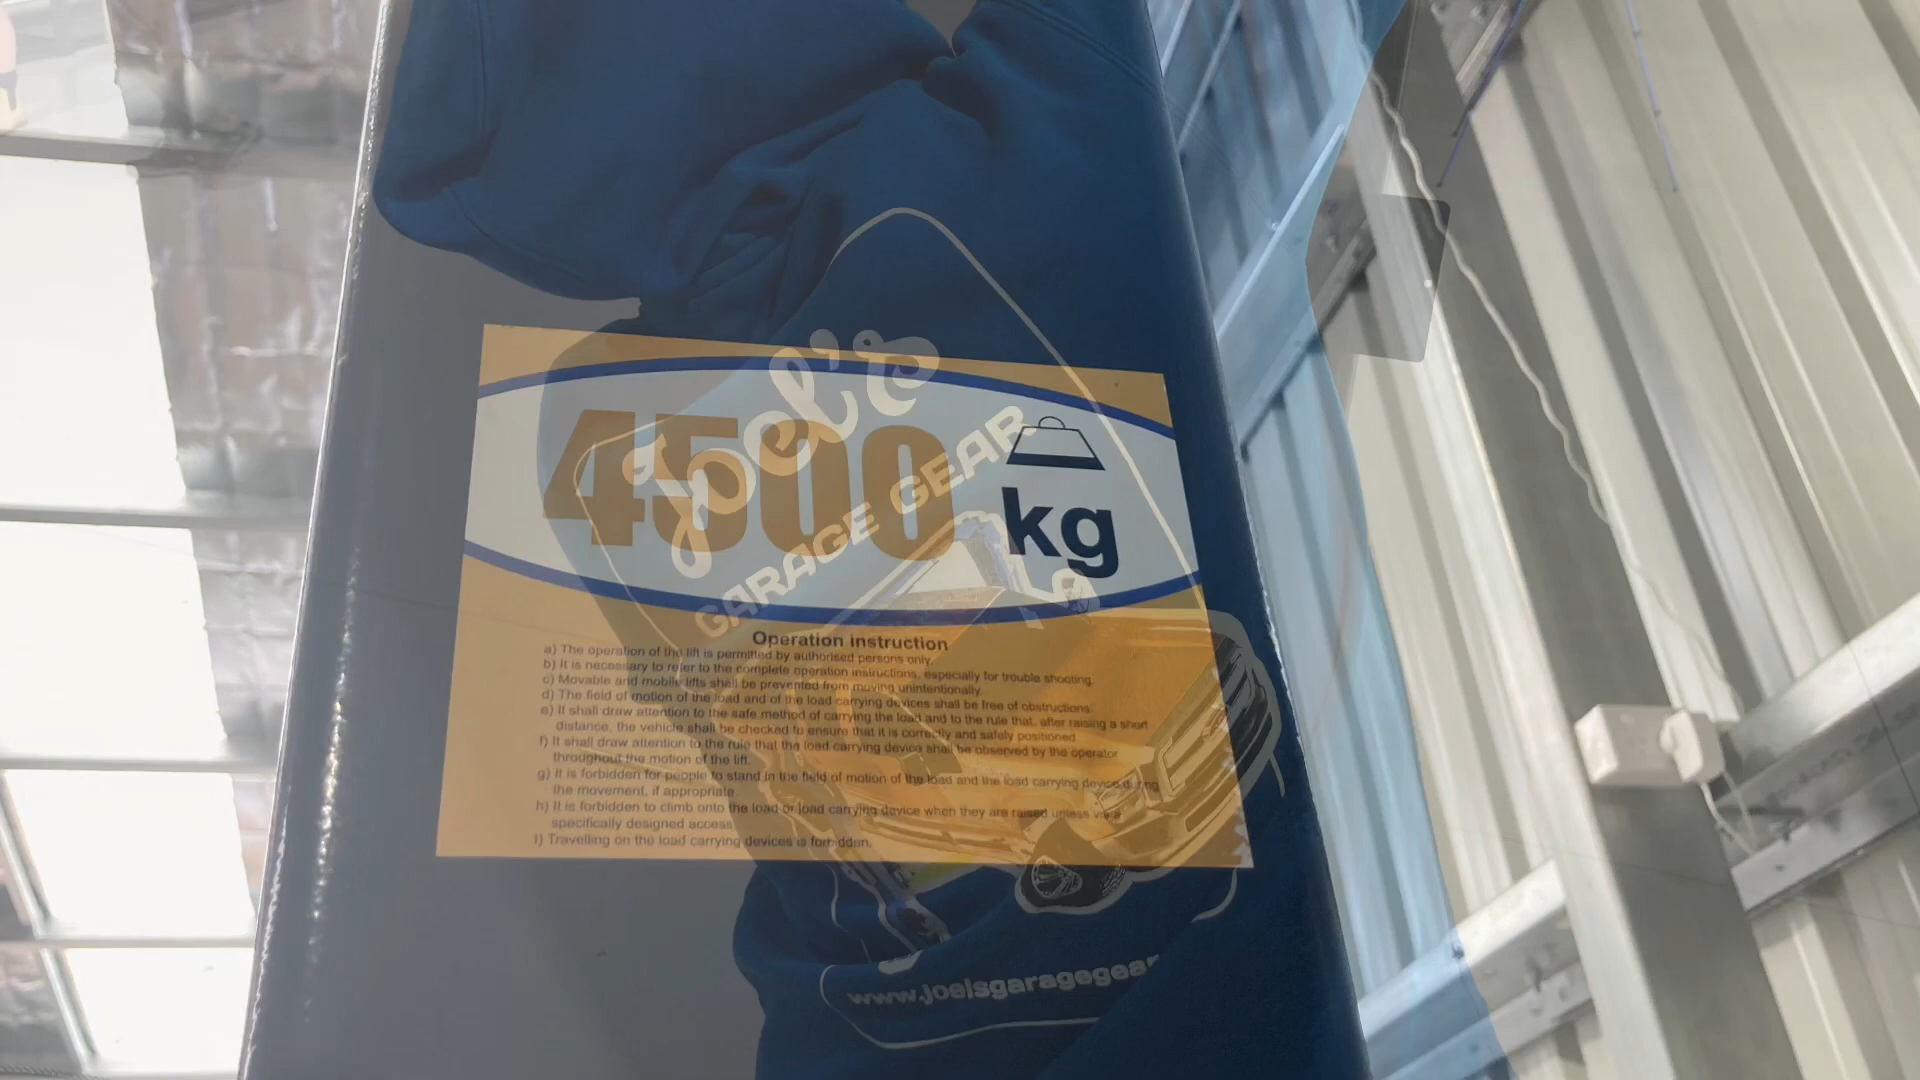 Joel's
GARAGE GEAR
4500
kg
Operation instruction
a) The operation of the lift is permitted by authorised persons only.
b) It is necessary to refer to the complete operation instructions, especially for trouble shooting.
c) Movable and mobile lifts shall be prevented from moving unintentionally.
d) The field of motion of the load and of the load carrying devices shall be free of obstructions.
e) It shall draw attention to the safe method of carrying the load and to the rule that, after raising a short
distance, the vehicle shall be checked to ensure that it is correctly and safely positioned.
f) It shall draw attention to the rule that the load carrying device shall be observed by the operator
throughout the motion of the lift.
g) It is forbidden for people to stand in the field of motion of the load and the load carrying device during
the movement, if appropriate.
h) It is forbidden to climb onto the load or load carrying device when they are raised unless via a
specifically designed access.
i) Travelling on the load carrying devices is forbidden.
www.joelsgaragegear